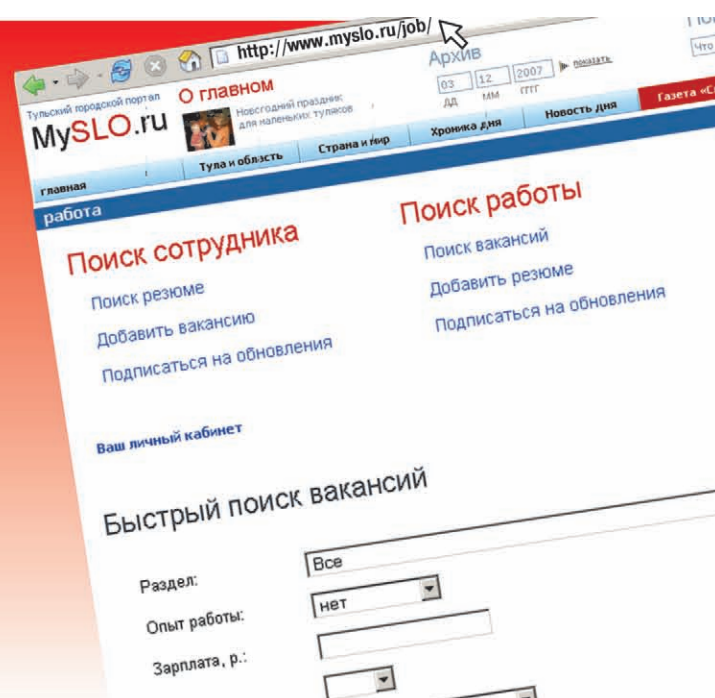 http://www.myslo.ru/job/
Тульский городской портал
MySLO.ru
О главном
Новогодний праздник
для маленьких туляков
Архив
03 12 2007 показать
ДД ММ ГГГГ
Что
главная Тула и область Страна и мир Хроника дня Новость дня Газета
работа
Поиск сотрудника
Поиск резюме
Добавить вакансию
Подписаться на обновления
Поиск работы
Поиск вакансий
Добавить резюме
Подписаться на обновления
Ваш личный кабинет
Быстрый поиск вакансий
Раздел: Все
Опыт работы: нет
Зарплата, р.: